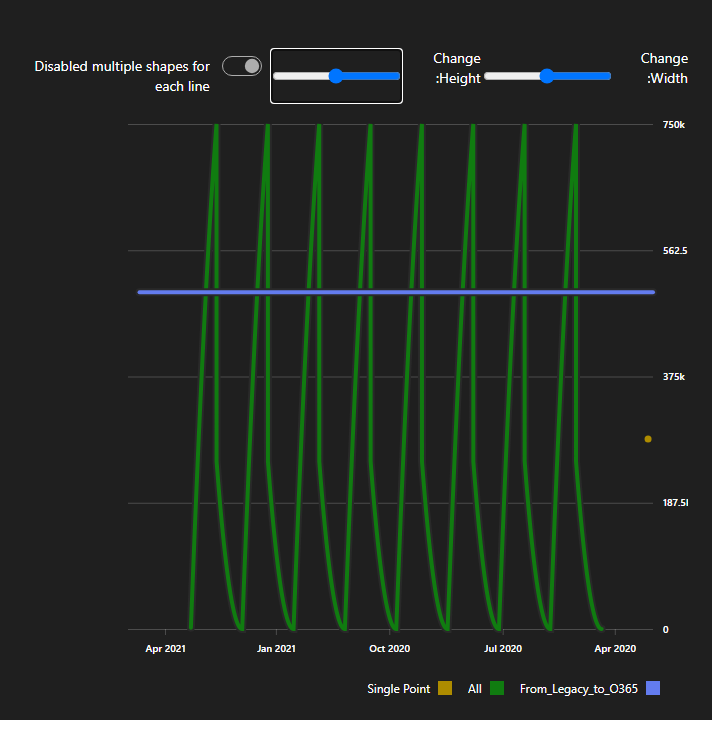 Disabled multiple shapes for
each line
Change
:Height
Change
:Width
750k
562.5
375k
187.5l
0
Apr 2021
Jan 2021
Oct 2020
Jul 2020
Apr 2020
Single Point
All
From_Legacy_to_O365